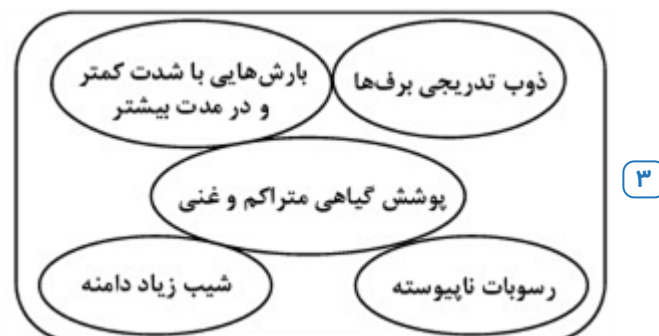 ذوب تدریجی برف‌ها
بارش‌هایی با شدت کمتر
و در مدت بیشتر
پوشش گیاهی متراکم و غنی
۳
رسوبات ناپیوسته
شیب زیاد دامنه